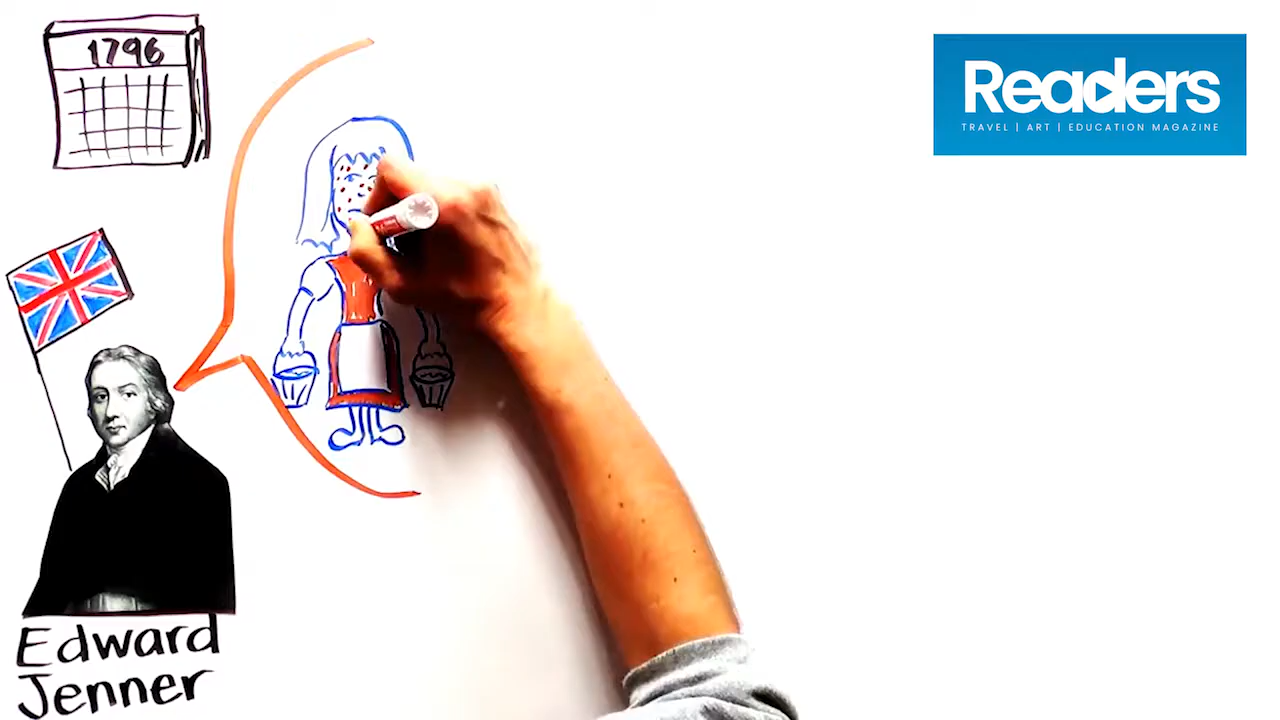 1796
Readers
TRAVEL | ART | EDUCATION MAGAZINE
Edward
Jenner